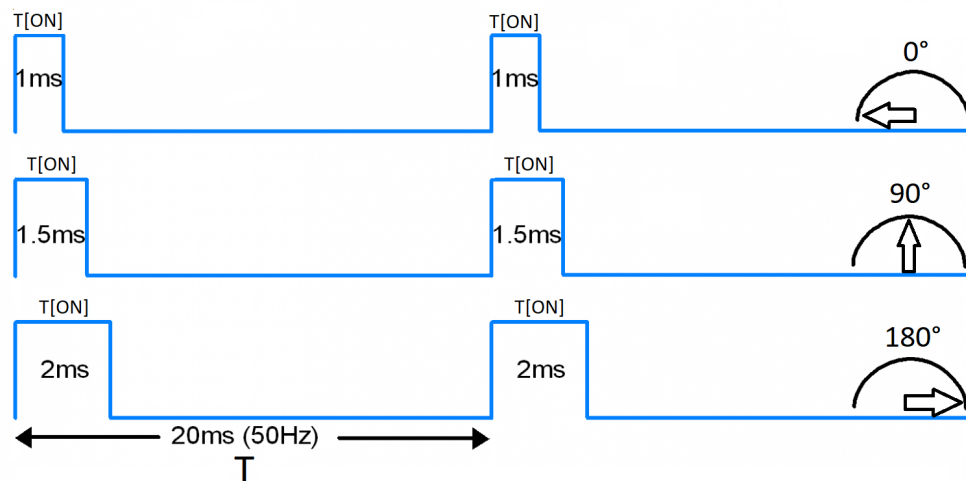 T[ON] T[ON]
1ms 1ms 0°
T[ON] T[ON]
1.5ms 1.5ms 90°
T[ON] T[ON]
2ms 2ms 180°
20ms (50Hz)
T